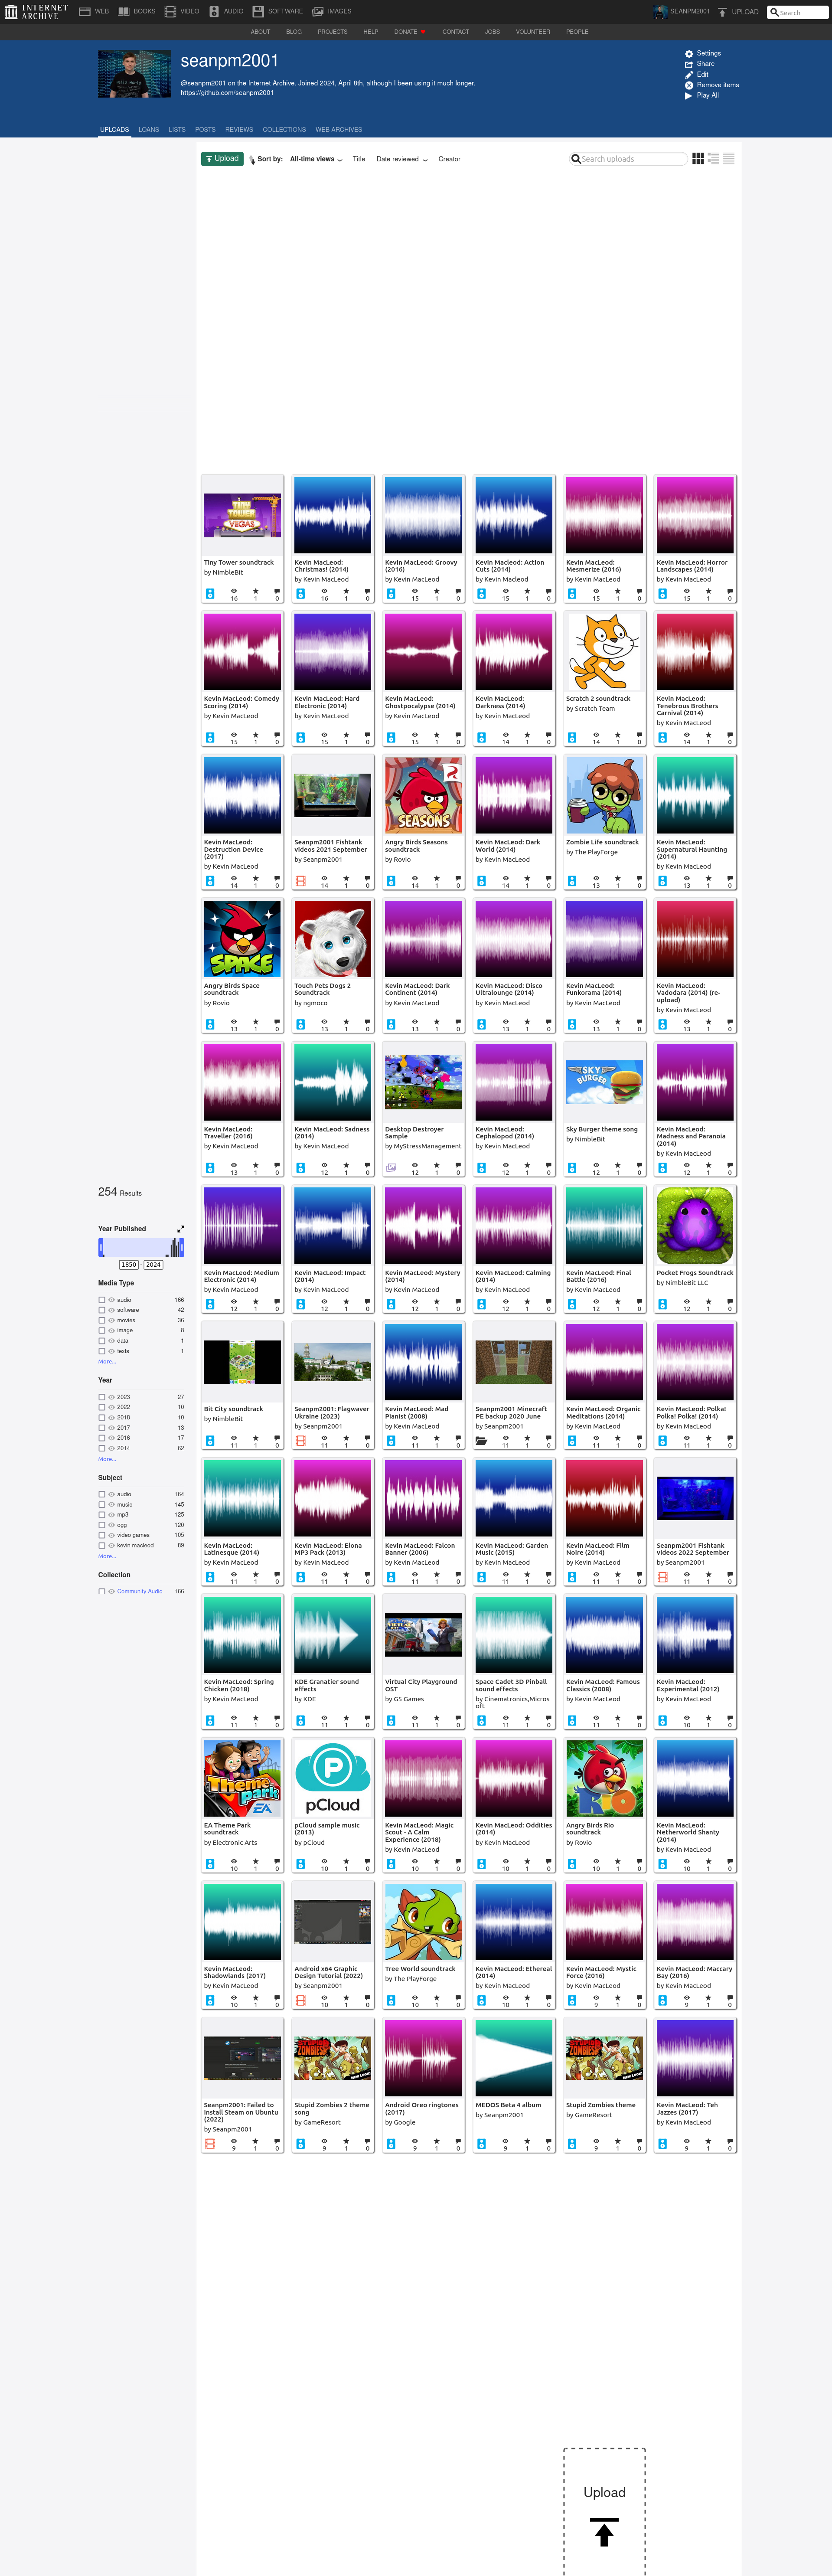 INTERNET ARCHIVE
WEB BOOKS VIDEO AUDIO SOFTWARE IMAGES SEANPM2001 UPLOAD Search
ABOUT BLOG PROJECTS HELP DONATE CONTACT JOBS VOLUNTEER PEOPLE
seanpm2001
@seanpm2001 on the Internet Archive. Joined 2024, April 8th, although I been using it much longer.
https://github.com/seanpm2001
Settings
Share
Edit
Remove items
Play All
UPLOADS LOANS LISTS POSTS REVIEWS COLLECTIONS WEB ARCHIVES
Upload Sort by: All-time views Title Date reviewed Creator Search uploads
254 Results
Year Published
1850 - 2024
Media Type
audio 166
software 42
movies 36
image 8
data 1
texts 1
More...
Year
2023 27
2022 10
2018 10
2017 13
2016 17
2014 62
More...
Subject
audio 164
music 145
mp3 125
ogg 120
video games 105
kevin macleod 89
More...
Collection
Community Audio 166
TINY TOWER VEGAS
Tiny Tower soundtrack
by NimbleBit
16 1 0
Kevin MacLeod: Christmas! (2014)
by Kevin MacLeod
16 1 0
Kevin MacLeod: Groovy (2016)
by Kevin MacLeod
15 1 0
Kevin Macleod: Action Cuts (2014)
by Kevin Macleod
15 1 0
Kevin MacLeod: Mesmerize (2016)
by Kevin MacLeod
15 1 0
Kevin MacLeod: Horror Landscapes (2014)
by Kevin MacLeod
15 1 0
Kevin MacLeod: Comedy Scoring (2014)
by Kevin MacLeod
15 1 0
Kevin MacLeod: Hard Electronic (2014)
by Kevin MacLeod
15 1 0
Kevin MacLeod: Ghostpocalypse (2014)
by Kevin MacLeod
15 1 0
Kevin MacLeod: Darkness (2014)
by Kevin MacLeod
14 1 0
Scratch 2 soundtrack
by Scratch Team
14 1 0
Kevin MacLeod: Tenebrous Brothers Carnival (2014)
by Kevin MacLeod
14 1 0
Kevin MacLeod: Destruction Device (2017)
by Kevin MacLeod
14 1 0
Seanpm2001 Fishtank videos 2021 September
by Seanpm2001
14 1 0
SEASONS
Angry Birds Seasons soundtrack
by Rovio
14 1 0
Kevin MacLeod: Dark World (2014)
by Kevin MacLeod
14 1 0
Zombie Life soundtrack
by The PlayForge
13 1 0
Kevin MacLeod: Supernatural Haunting (2014)
by Kevin MacLeod
13 1 0
SPACE
Angry Birds Space soundtrack
by Rovio
13 1 0
Touch Pets Dogs 2 Soundtrack
by ngmoco
13 1 0
Kevin MacLeod: Dark Continent (2014)
by Kevin MacLeod
13 1 0
Kevin MacLeod: Disco Ultralounge (2014)
by Kevin MacLeod
13 1 0
Kevin MacLeod: Funkorama (2014)
by Kevin MacLeod
13 1 0
Kevin MacLeod: Vadodara (2014) (re-upload)
by Kevin MacLeod
13 1 0
Kevin MacLeod: Traveller (2016)
by Kevin MacLeod
13 1 0
Kevin MacLeod: Sadness (2014)
by Kevin MacLeod
12 1 0
Desktop Destroyer Sample
by MyStressManagement
12 1 0
Kevin MacLeod: Cephalopod (2014)
by Kevin MacLeod
12 1 0
SKY BURGER
Sky Burger theme song
by NimbleBit
12 1 0
Kevin MacLeod: Madness and Paranoia (2014)
by Kevin MacLeod
12 1 0
Kevin MacLeod: Medium Electronic (2014)
by Kevin MacLeod
12 1 0
Kevin MacLeod: Impact (2014)
by Kevin MacLeod
12 1 0
Kevin MacLeod: Mystery (2014)
by Kevin MacLeod
12 1 0
Kevin MacLeod: Calming (2014)
by Kevin MacLeod
12 1 0
Kevin MacLeod: Final Battle (2016)
by Kevin MacLeod
12 1 0
Pocket Frogs Soundtrack
by NimbleBit LLC
12 1 0
Bit City soundtrack
by NimbleBit
11 1 0
Seanpm2001: Flagwaver Ukraine (2023)
by Seanpm2001
11 1 0
Kevin MacLeod: Mad Pianist (2008)
by Kevin MacLeod
11 1 0
Seanpm2001 Minecraft PE backup 2020 June
by Seanpm2001
11 1 0
Kevin MacLeod: Organic Meditations (2014)
by Kevin MacLeod
11 1 0
Kevin MacLeod: Polka! Polka! Polka! (2014)
by Kevin MacLeod
11 1 0
Kevin MacLeod: Latinesque (2014)
by Kevin MacLeod
11 1 0
Kevin MacLeod: Elona MP3 Pack (2013)
by Kevin MacLeod
11 1 0
Kevin MacLeod: Falcon Banner (2006)
by Kevin MacLeod
11 1 0
Kevin MacLeod: Garden Music (2015)
by Kevin MacLeod
11 1 0
Kevin MacLeod: Film Noire (2014)
by Kevin MacLeod
11 1 0
Seanpm2001 Fishtank videos 2022 September
by Seanpm2001
11 1 0
Kevin MacLeod: Spring Chicken (2018)
by Kevin MacLeod
11 1 0
KDE Granatier sound effects
by KDE
11 1 0
Virtual City Playground OST
by G5 Games
11 1 0
Space Cadet 3D Pinball sound effects
by Cinematronics,Microsoft
11 1 0
Kevin MacLeod: Famous Classics (2008)
by Kevin MacLeod
11 1 0
Kevin MacLeod: Experimental (2012)
by Kevin MacLeod
10 1 0
Theme Park EA
EA Theme Park soundtrack
by Electronic Arts
10 1 0
pCloud
pCloud sample music (2013)
by pCloud
10 1 0
Kevin MacLeod: Magic Scout - A Calm Experience (2018)
by Kevin MacLeod
10 1 0
Kevin MacLeod: Oddities (2014)
by Kevin MacLeod
10 1 0
RIO
Angry Birds Rio soundtrack
by Rovio
10 1 0
Kevin MacLeod: Netherworld Shanty (2014)
by Kevin MacLeod
10 1 0
Kevin MacLeod: Shadowlands (2017)
by Kevin MacLeod
10 1 0
Android x64 Graphic Design Tutorial (2022)
by Seanpm2001
10 1 0
Tree World soundtrack
by The PlayForge
10 1 0
Kevin MacLeod: Ethereal (2014)
by Kevin MacLeod
10 1 0
Kevin MacLeod: Mystic Force (2016)
by Kevin MacLeod
9 1 0
Kevin MacLeod: Maccary Bay (2016)
by Kevin MacLeod
9 1 0
Seanpm2001: Failed to install Steam on Ubuntu (2022)
by Seanpm2001
9 1 0
ZOMBIES
Stupid Zombies 2 theme song
by GameResort
9 1 0
Android Oreo ringtones (2017)
by Google
9 1 0
MEDOS Beta 4 album
by Seanpm2001
9 1 0
ZOMBIES
Stupid Zombies theme
by GameResort
9 1 0
Kevin MacLeod: Teh Jazzes (2017)
by Kevin MacLeod
9 1 0
Upload